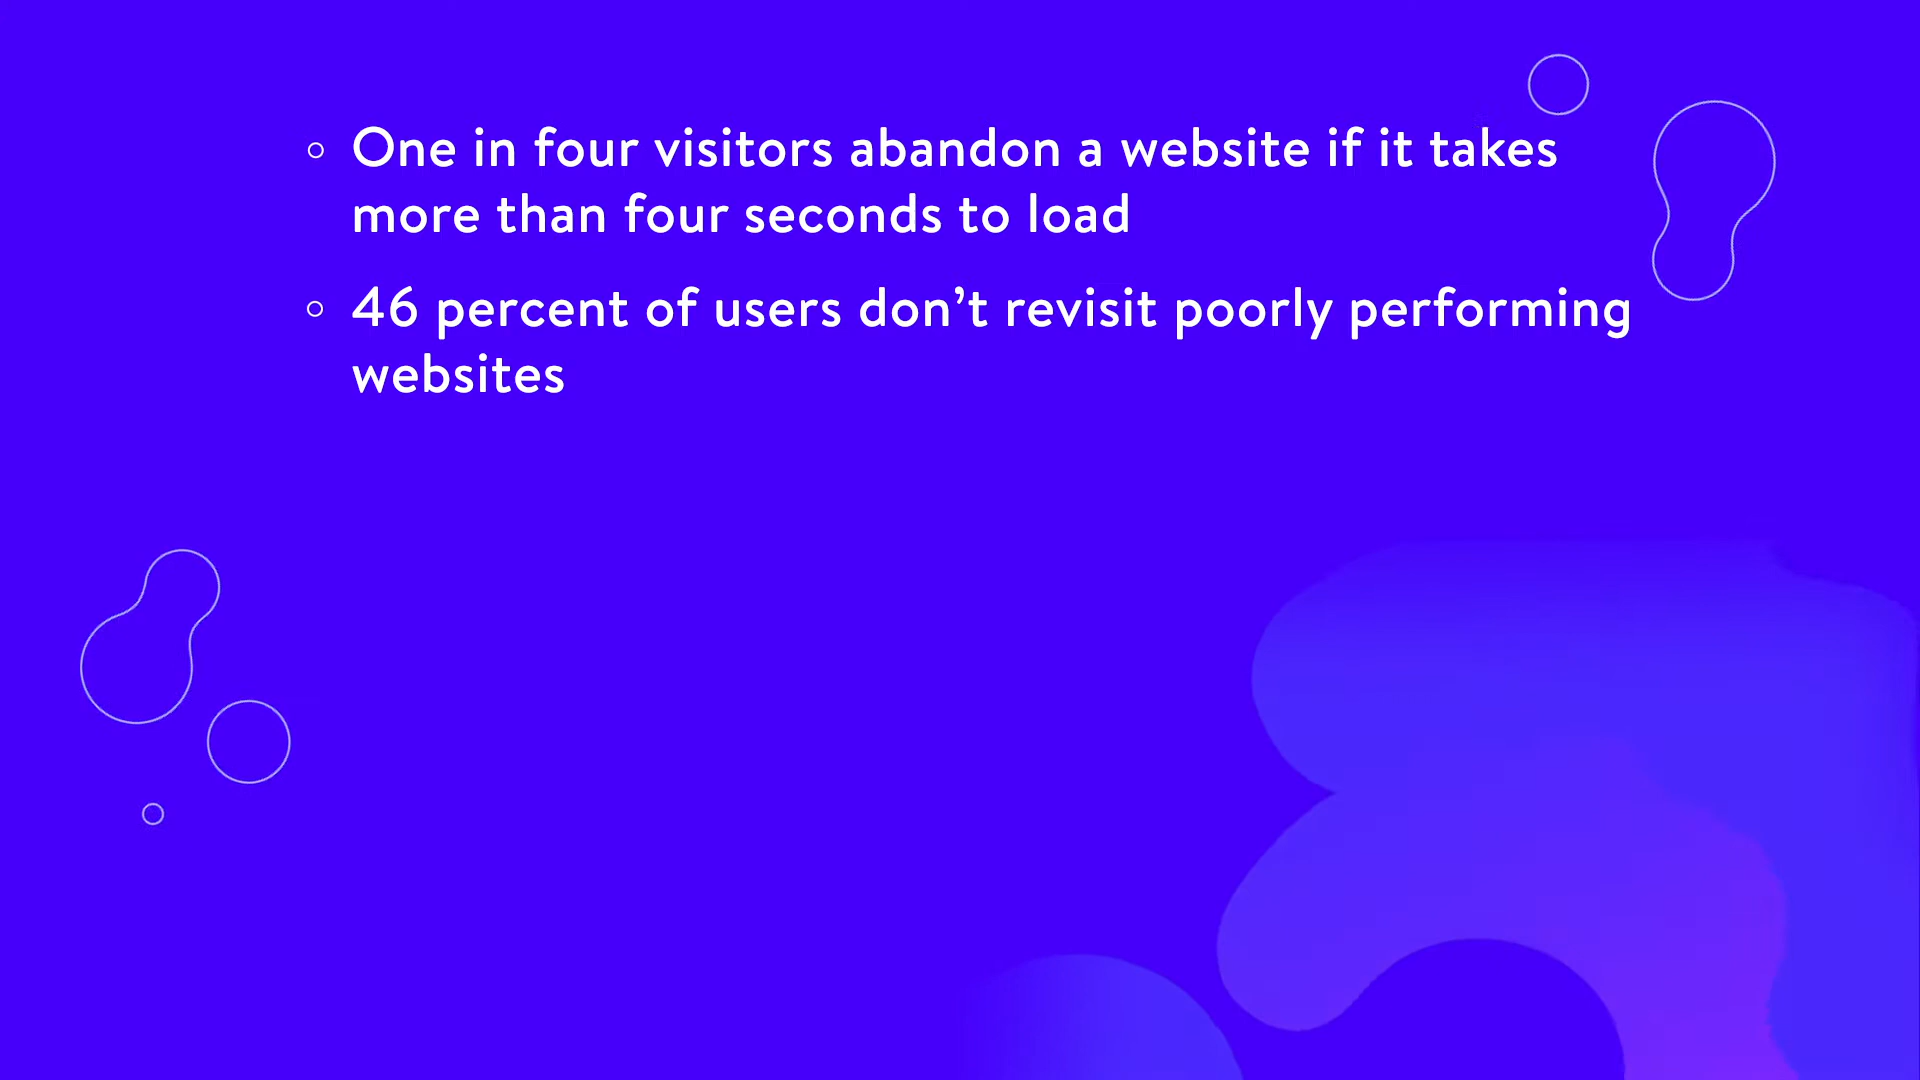 One in four visitors abandon a website if it takes
more than four seconds to load
46 percent of users don’t revisit poorly performing
websites